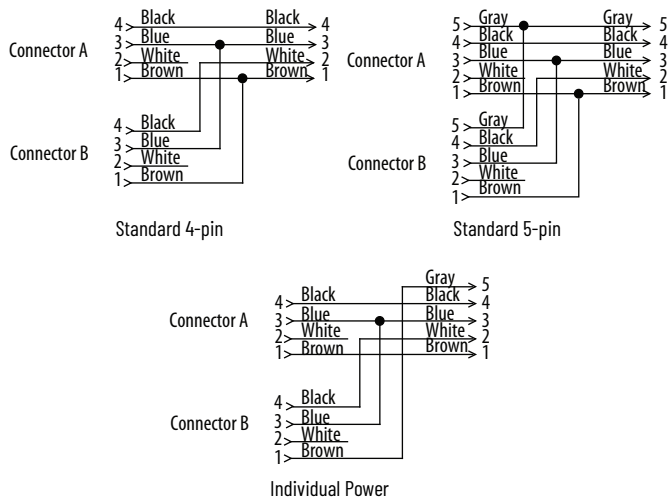 4 Black Black 4
3 Blue Blue 3
Connector A
2 White White 2
1 Brown Brown 1
4 Black
3 Blue
Connector B
2 White
1 Brown
Standard 4-pin
5 Gray Gray 5
4 Black Black 4
Connector A
3 Blue Blue 3
2 White White 2
1 Brown Brown 1
5 Gray
4 Black
Connector B
3 Blue
2 White
1 Brown
Standard 5-pin
Gray 5
4 Black Black 4
Connector A
3 Blue Blue 3
2 White White 2
1 Brown Brown 1
4 Black
Connector B
3 Blue
2 White
1 Brown
Individual Power